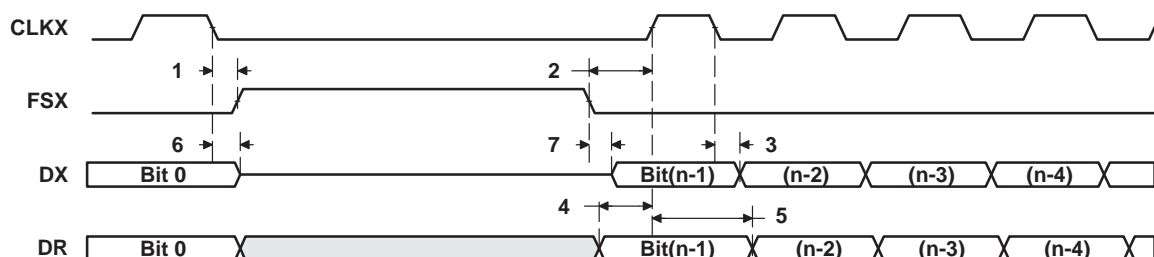 CLKX
1 2
FSX
6 7 3
DX Bit 0 Bit(n-1) (n-2) (n-3) (n-4)
4 5
DR Bit 0 Bit(n-1) (n-2) (n-3) (n-4)